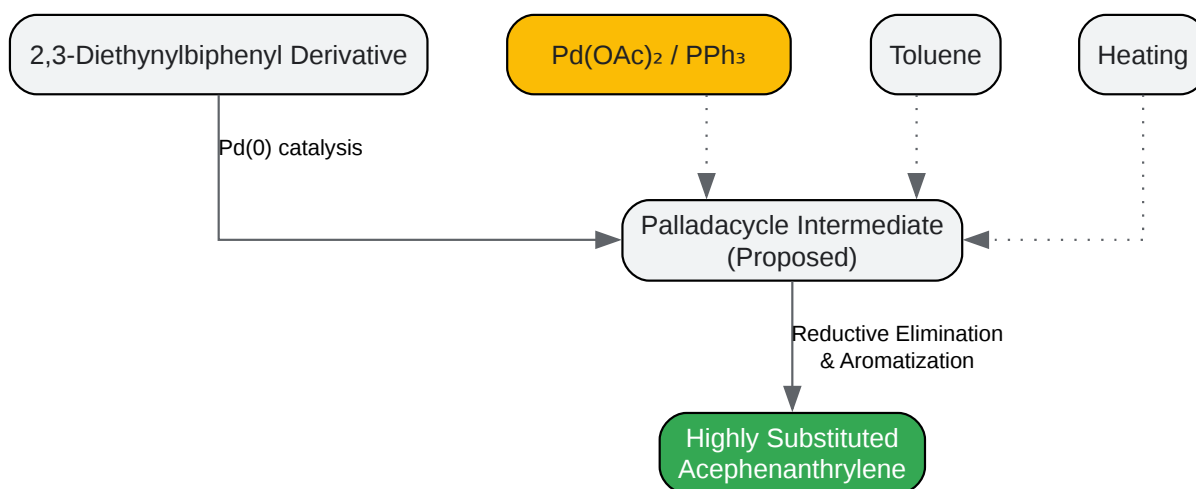 2,3-Diethynylbiphenyl Derivative
Pd(OAc)₂ / PPh₃
Toluene
Heating
Pd(0) catalysis
Palladacycle Intermediate
(Proposed)
Reductive Elimination
& Aromatization
Highly Substituted
Acephenanthrylene